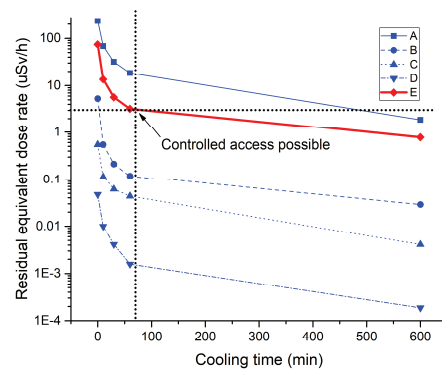 Residual equivalent dose rate (uSv/h)
100
10
1
0.1
0.01
1E-3
1E-4
A
B
C
D
E
Controlled access possible
0
100
200
300
400
500
600
Cooling time (min)